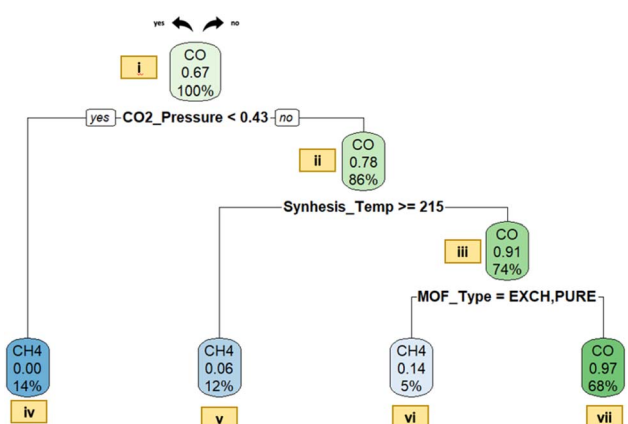 yes no
i
CO
0.67
100%
yes CO2_Pressure < 0.43 no
ii
CO
0.78
86%
Synhesis_Temp >= 215
iii
CO
0.91
74%
MOF_Type = EXCH,PURE
CH4
0.00
14%
CH4
0.06
12%
CH4
0.14
5%
CO
0.97
68%
iv
v
vi
vii